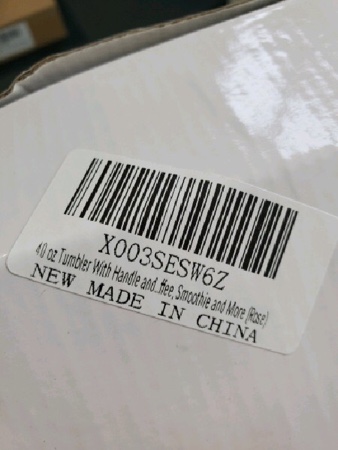 X003SESW6Z
40 oz Tumbler With Handle and...ffee, Smoothie and More (Rose)
NEW MADE IN CHINA